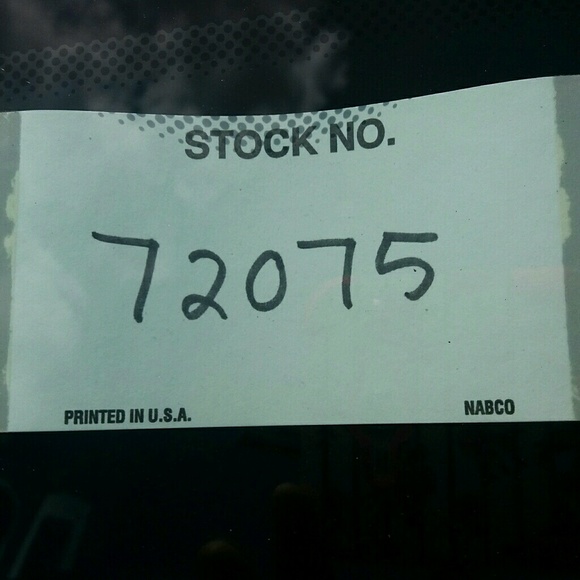 STOCK NO.
72075
PRINTED IN U.S.A. NABCO